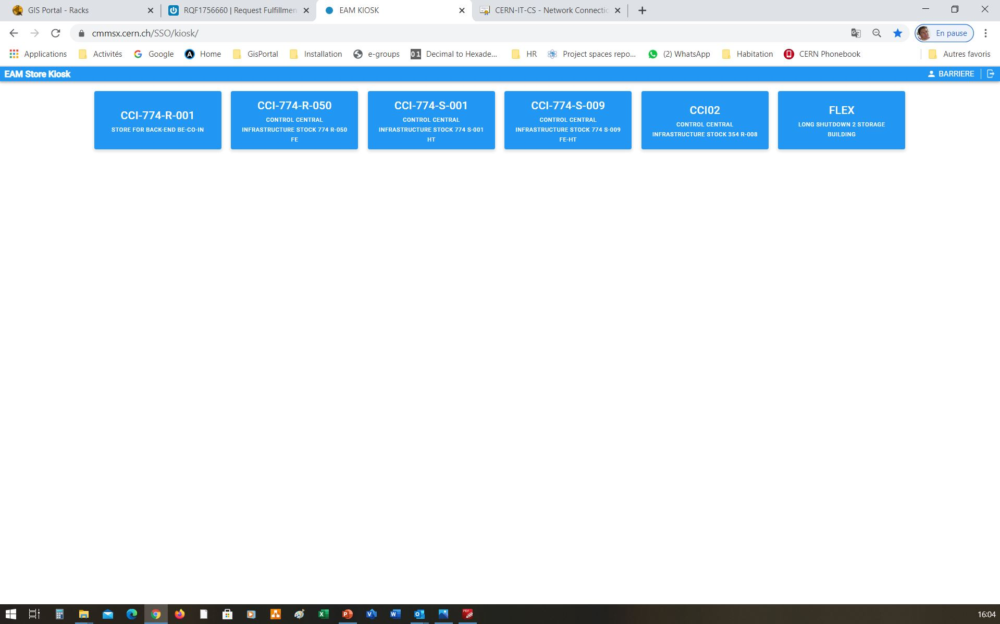 GIS Portal - Racks
RQF1756660 | Request Fulfillmen
EAM KIOSK
CERN-IT-CS - Network Connectio
cmmsx.cern.ch/SSO/kiosk/
En pause
Applications
Activités
Google
Home
GisPortal
Installation
e-groups
Decimal to Hexade...
HR
Project spaces repo...
(2) WhatsApp
Habitation
CERN Phonebook
Autres favoris
EAM Store Kiosk
BARRIERE
CCI-774-R-001
STORE FOR BACK-END BE-CO-IN
CCI-774-R-050
CONTROL CENTRAL
INFRASTRUCTURE STOCK 774 R-050
FE
CCI-774-S-001
CONTROL CENTRAL
INFRASTRUCTURE STOCK 774 S-001
HT
CCI-774-S-009
CONTROL CENTRAL
INFRASTRUCTURE STOCK 774 S-009
FE-HT
CCI02
CONTROL CENTRAL
INFRASTRUCTURE STOCK 354 R-008
FLEX
LONG SHUTDOWN 2 STORAGE
BUILDING
16:04